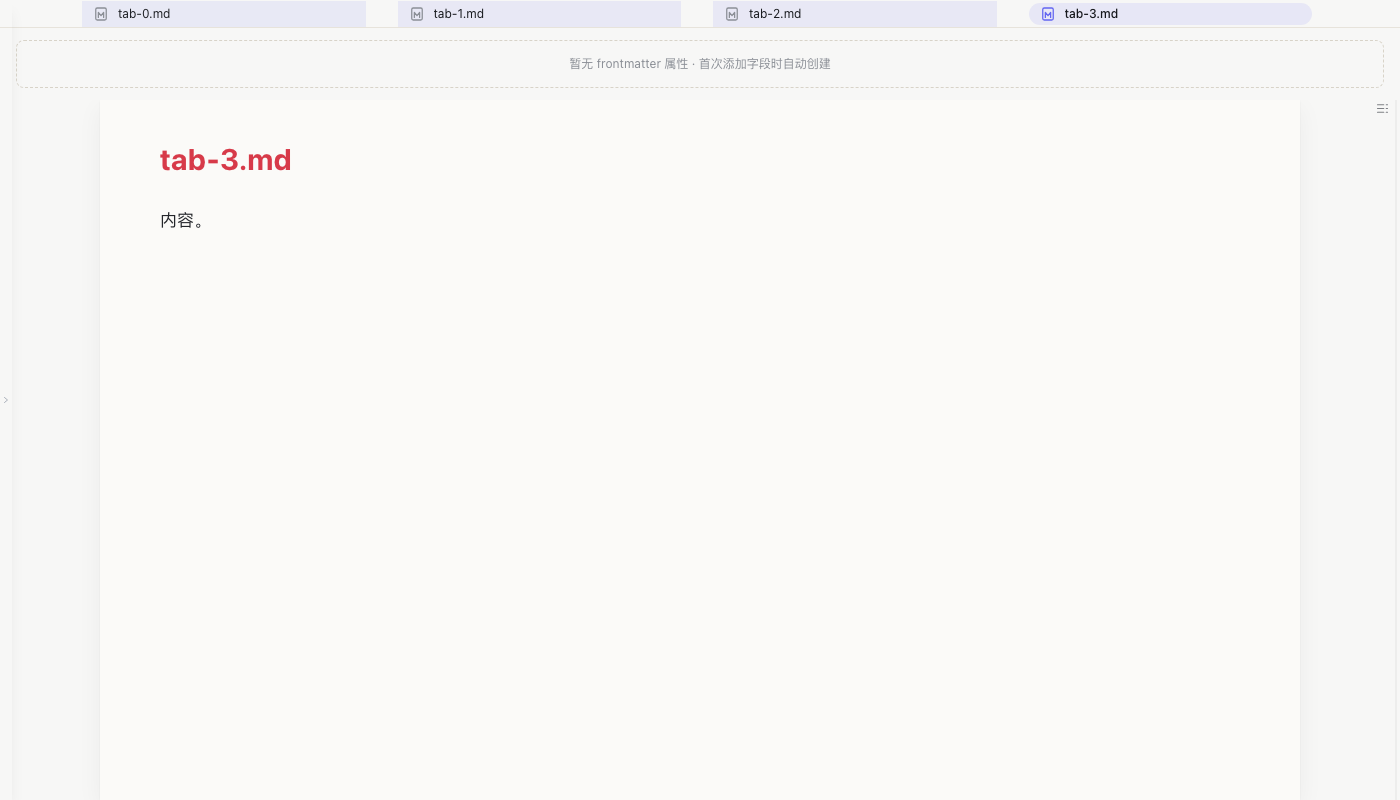 tab-0.md
tab-1.md
tab-2.md
tab-3.md
暂无 frontmatter 属性 · 首次添加字段时自动创建
tab-3.md
内容。